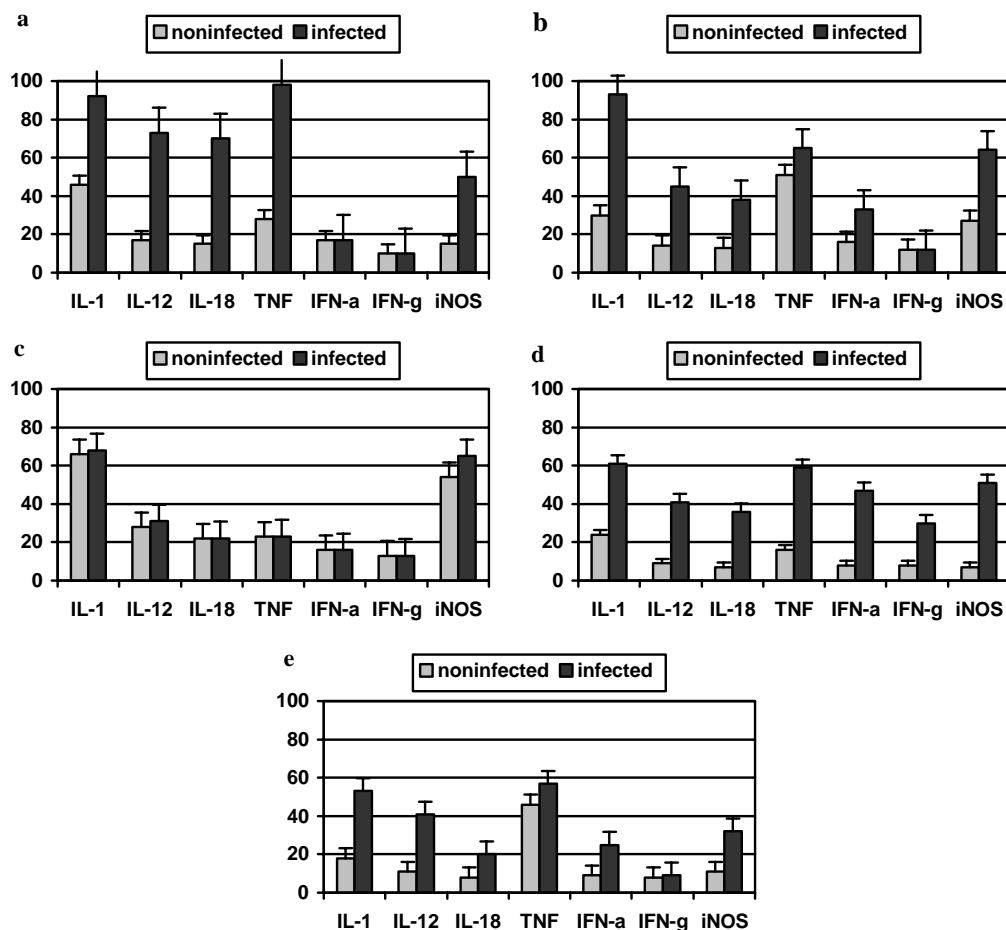 a
noninfected infected
100
80
60
40
20
0
IL-1 IL-12 IL-18 TNF IFN-a IFN-g iNOS
b
noninfected infected
100
80
60
40
20
0
IL-1 IL-12 IL-18 TNF IFN-a IFN-g iNOS
c
noninfected infected
100
80
60
40
20
0
IL-1 IL-12 IL-18 TNF IFN-a IFN-g iNOS
d
noninfected infected
100
80
60
40
20
0
IL-1 IL-12 IL-18 TNF IFN-a IFN-g iNOS
e
noninfected infected
100
80
60
40
20
0
IL-1 IL-12 IL-18 TNF IFN-a IFN-g iNOS